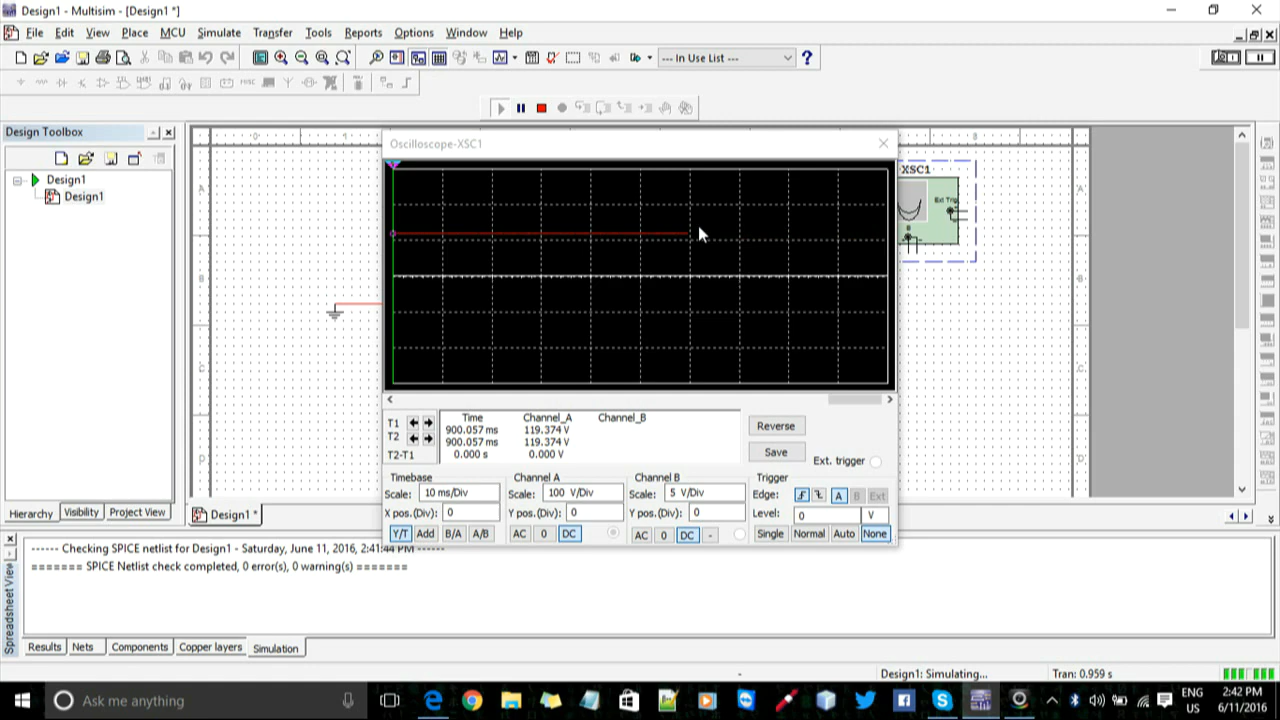 Design1 - Multisim - [Design1 *]
File Edit View Place MCU Simulate Transfer Tools Reports Options Window Help
--- In Use List ---
Design Toolbox
Oscilloscope-XSC1
Design1
Design1
XSC1
Ext Trig
B
A
B
C
D
A
B
C
D
Time Channel_A Channel_B
T1 900.057 ms 119.374 V
T2 900.057 ms 119.374 V
T2-T1 0.000 s 0.000 V
Reverse
Save
Ext. trigger
Timebase Channel A Channel B Trigger
Scale: 10 ms/Div Scale: 100 V/Div Scale: 5 V/Div Edge: A B Ext
X pos.(Div): 0 Y pos.(Div): 0 Y pos.(Div): 0 Level: 0 V
Y/T Add B/A A/B AC 0 DC AC 0 DC - Single Normal Auto None
Hierarchy Visibility Project View
Design1 *
------ Checking SPICE netlist for Design1 - Saturday, June 11, 2016, 2:41:44 PM ------
======= SPICE Netlist check completed, 0 error(s), 0 warning(s) =======
Spreadsheet View
Results Nets Components Copper layers Simulation
- Design1: Simulating... Tran: 0.959 s
Ask me anything
ENG 2:42 PM
US 6/11/2016